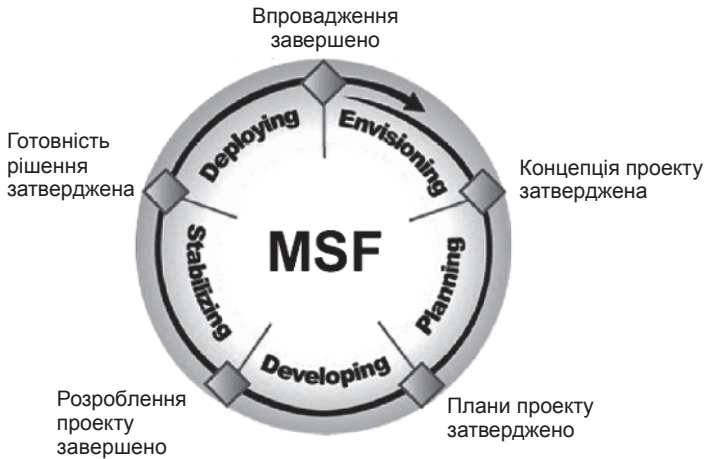 Впровадження
завершено
Deploying
Envisioning
Готовність
рішення
затверджена
Концепція проекту
затверджена
MSF
Stabilizing
Planning
Developing
Розроблення
проекту
завершено
Плани проекту
затверджено